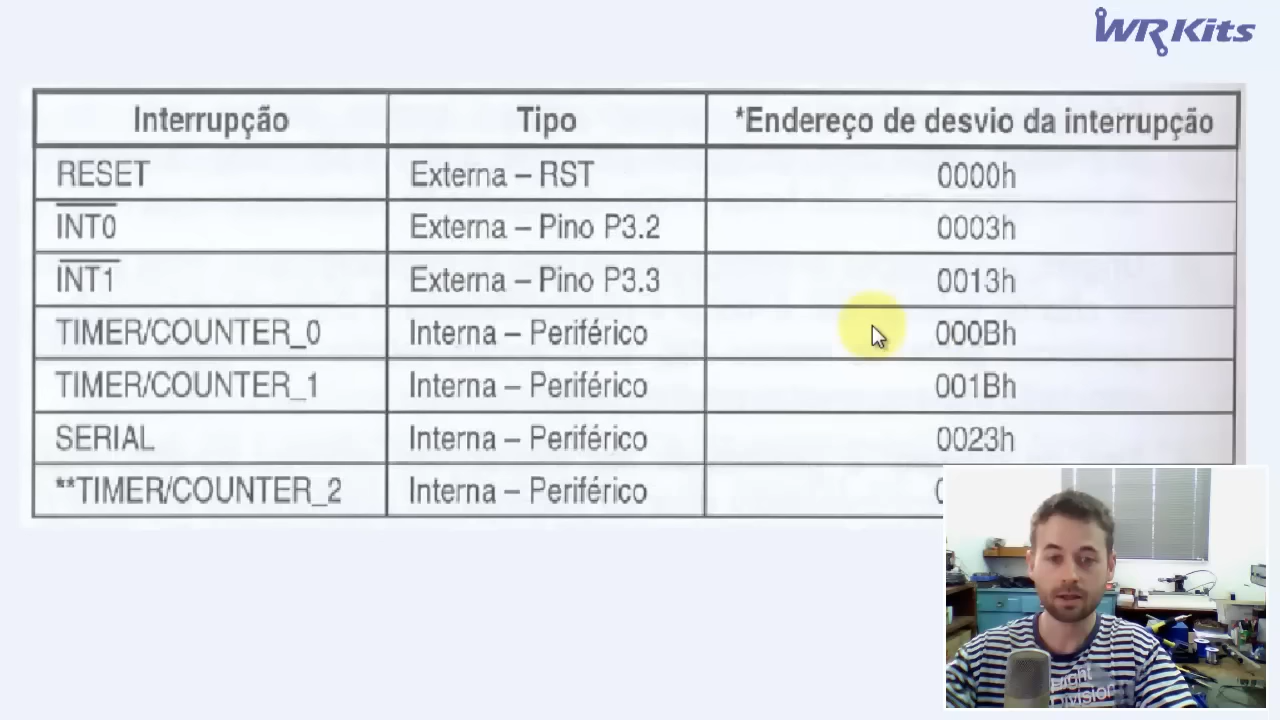 WR Kits
Interrupção Tipo *Endereço de desvio da interrupção
RESET Externa – RST 0000h
INT0 Externa – Pino P3.2 0003h
INT1 Externa – Pino P3.3 0013h
TIMER/COUNTER_0 Interna – Periférico 000Bh
TIMER/COUNTER_1 Interna – Periférico 001Bh
SERIAL Interna – Periférico 0023h
**TIMER/COUNTER_2 Interna – Periférico